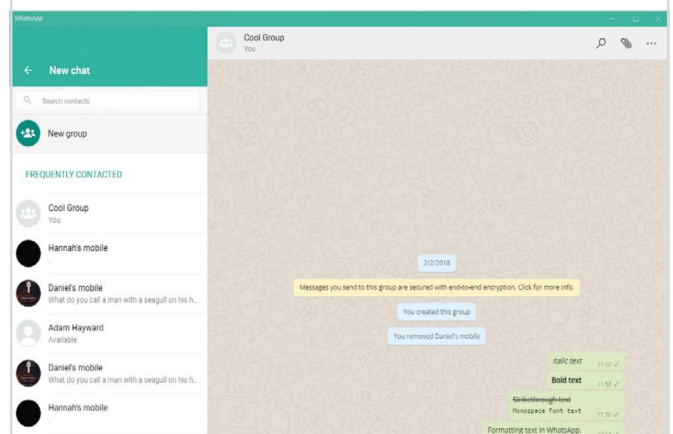 WhatsApp
Cool Group
You
New chat
Search contacts
New group
FREQUENTLY CONTACTED
Cool Group
You
Hannah's mobile
.
Daniel's mobile
What do you call a man with a seagull on his h...
Adam Hayward
Available
Daniel's mobile
What do you call a man with a seagull on his h...
Hannah's mobile
.
2/2/2018
Messages you send to this group are secured with end-to-end encryption. Click for more info.
You created this group
You removed Daniel's mobile
Italic text
Bold text
Strikethrough text
Monospace Font text
Formatting text in WhatsApp.